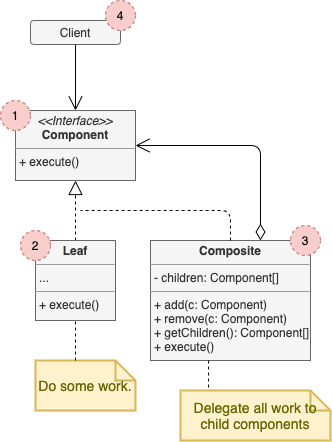 4
Client
1
<<Interface>>
Component
+ execute()
2
Leaf
...
+ execute()
3
Composite
- children: Component[]
+ add(c: Component)
+ remove(c: Component)
+ getChildren(): Component[]
+ execute()
Do some work.
Delegate all work to
child components